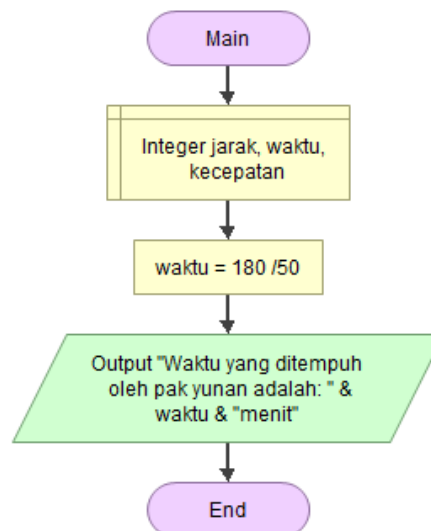 Main
Integer jarak, waktu,
kecepatan
waktu = 180 /50
Output "Waktu yang ditempuh
oleh pak yunan adalah: " &
waktu & "menit"
End